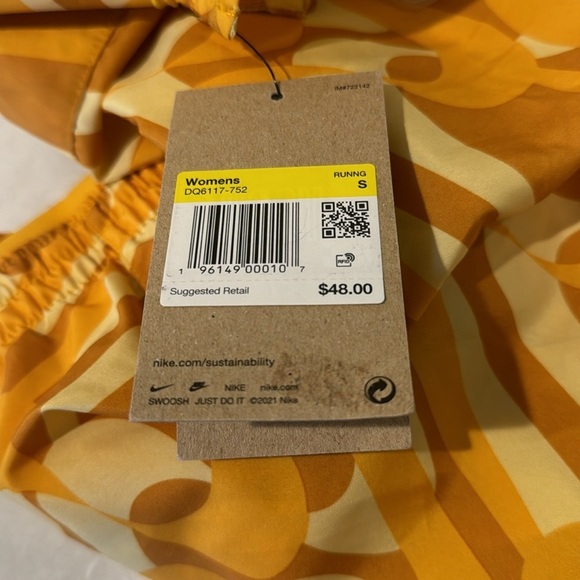 Womens RUNNG
DQ6117-752 S
1 96149 00010 7
RFID
Suggested Retail $48.00
nike.com/sustainability
NIKE nike.com
SWOOSH JUST DO IT ©2021 Nike